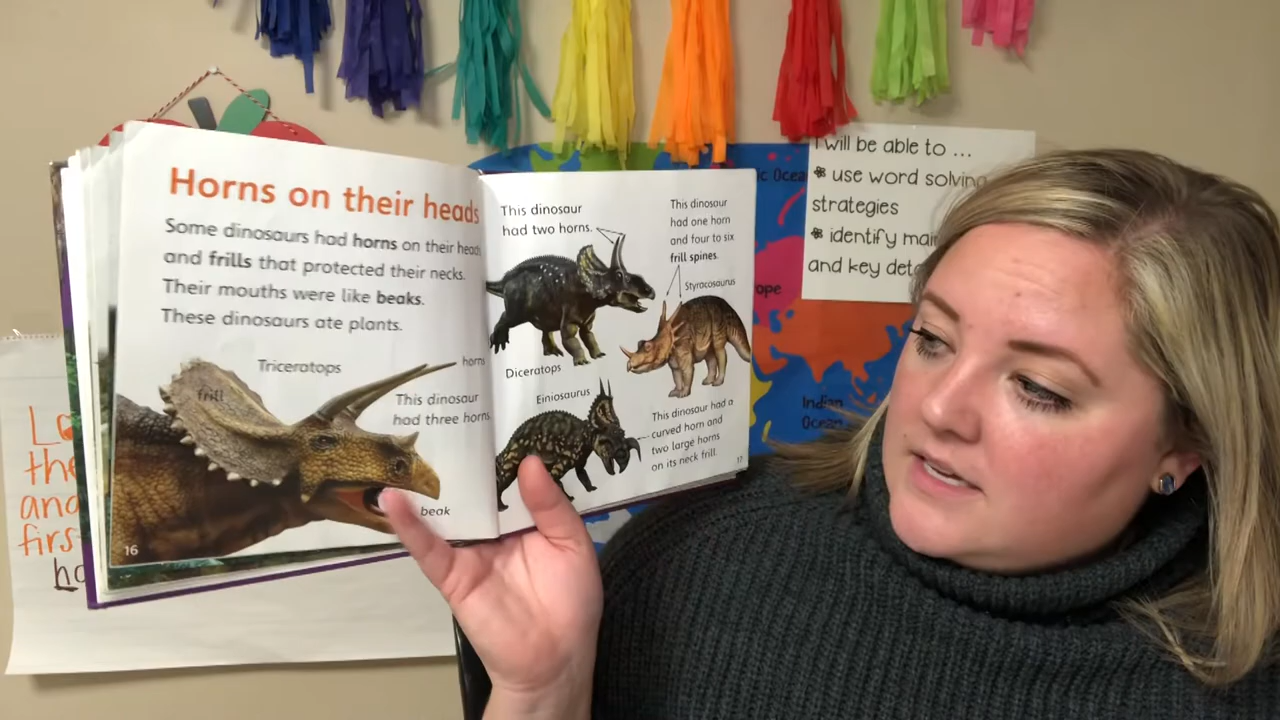 Horns on their heads
Some dinosaurs had horns on their heads
and frills that protected their necks.
Their mouths were like beaks.
These dinosaurs ate plants.
Triceratops
horns
frill
This dinosaur
had three horns.
beak
16
This dinosaur
had two horns.
Diceratops
This dinosaur
had one horn
and four to six
frill spines.
Styracosaurus
Einiosaurus
This dinosaur had a
curved horn and
two large horns
on its neck frill.
17
I will be able to ...
use word solving
strategies
identify
and key
Indian
Ocean
the
and